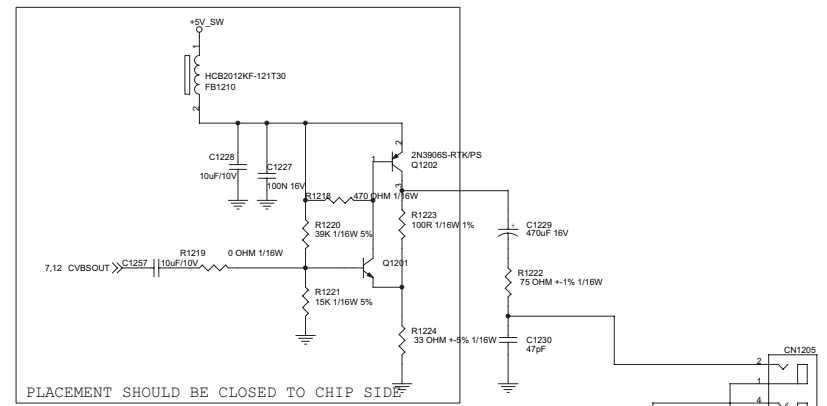 +5V_SW
1
HCB2012KF-121T30
FB1210
2
C1228
10uF/10V
C1227
100N 16V
2
1
2N3906S-RTK/PS
Q1202
3
R1218
470 OHM 1/16W
R1220
39K 1/16W 5%
R1223
100R 1/16W 1%
C1229
+
470uF 16V
7,12
CVBSOUT
C1257
10uF/10V
R1219
0 OHM 1/16W
Q1201
R1222
75 OHM +-1% 1/16W
R1221
15K 1/16W 5%
R1224
33 OHM +-5% 1/16W
C1230
47pF
CN1205
2
1
4
PLACEMENT SHOULD BE CLOSED TO CHIP SIDE